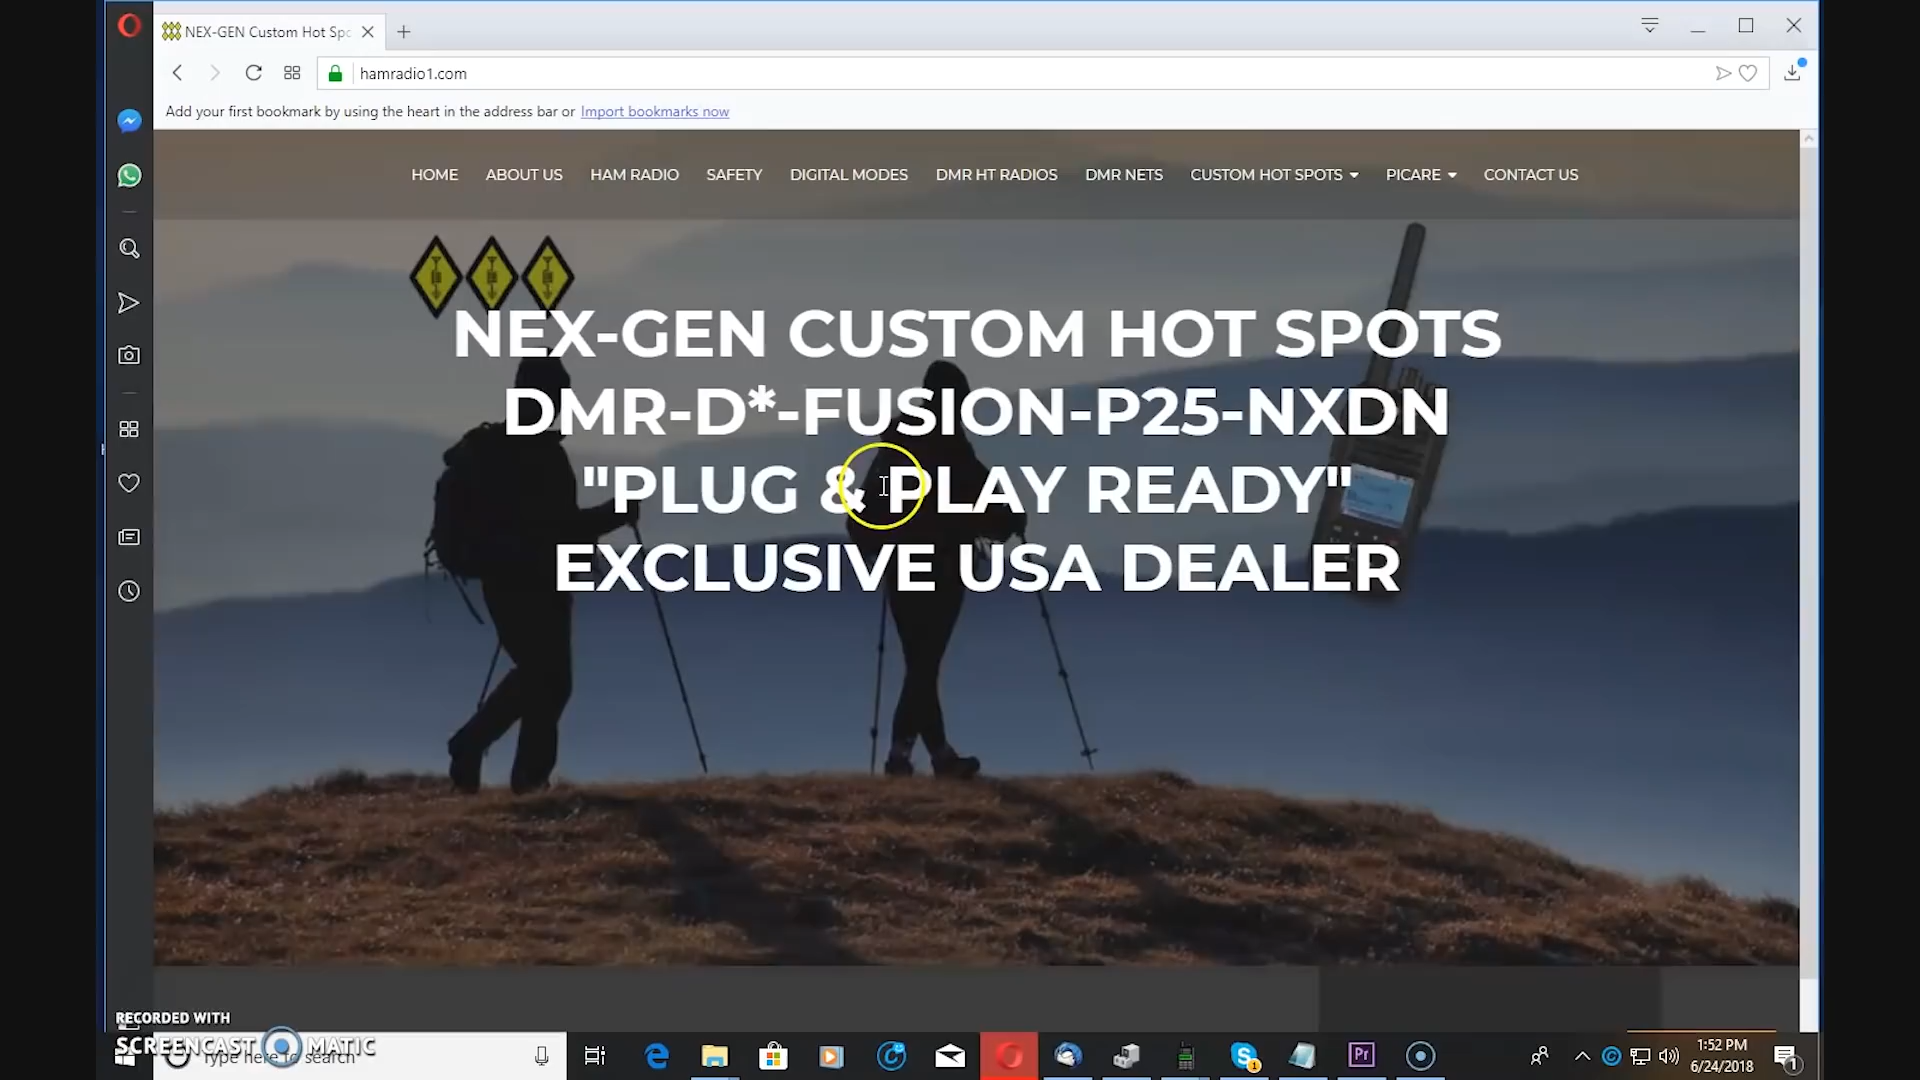 NEX-GEN Custom Hot Spo
hamradio1.com
Add your first bookmark by using the heart in the address bar or Import bookmarks now
HOME ABOUT US HAM RADIO SAFETY DIGITAL MODES DMR HT RADIOS DMR NETS CUSTOM HOT SPOTS PICARE CONTACT US
NEX-GEN CUSTOM HOT SPOTS
DMR-D*-FUSION-P25-NXDN
"PLUG & PLAY READY"
EXCLUSIVE USA DEALER
RECORDED WITH
SCREENCAST MATIC
Type here to search
Pr
1
1:52 PM
6/24/2018
1